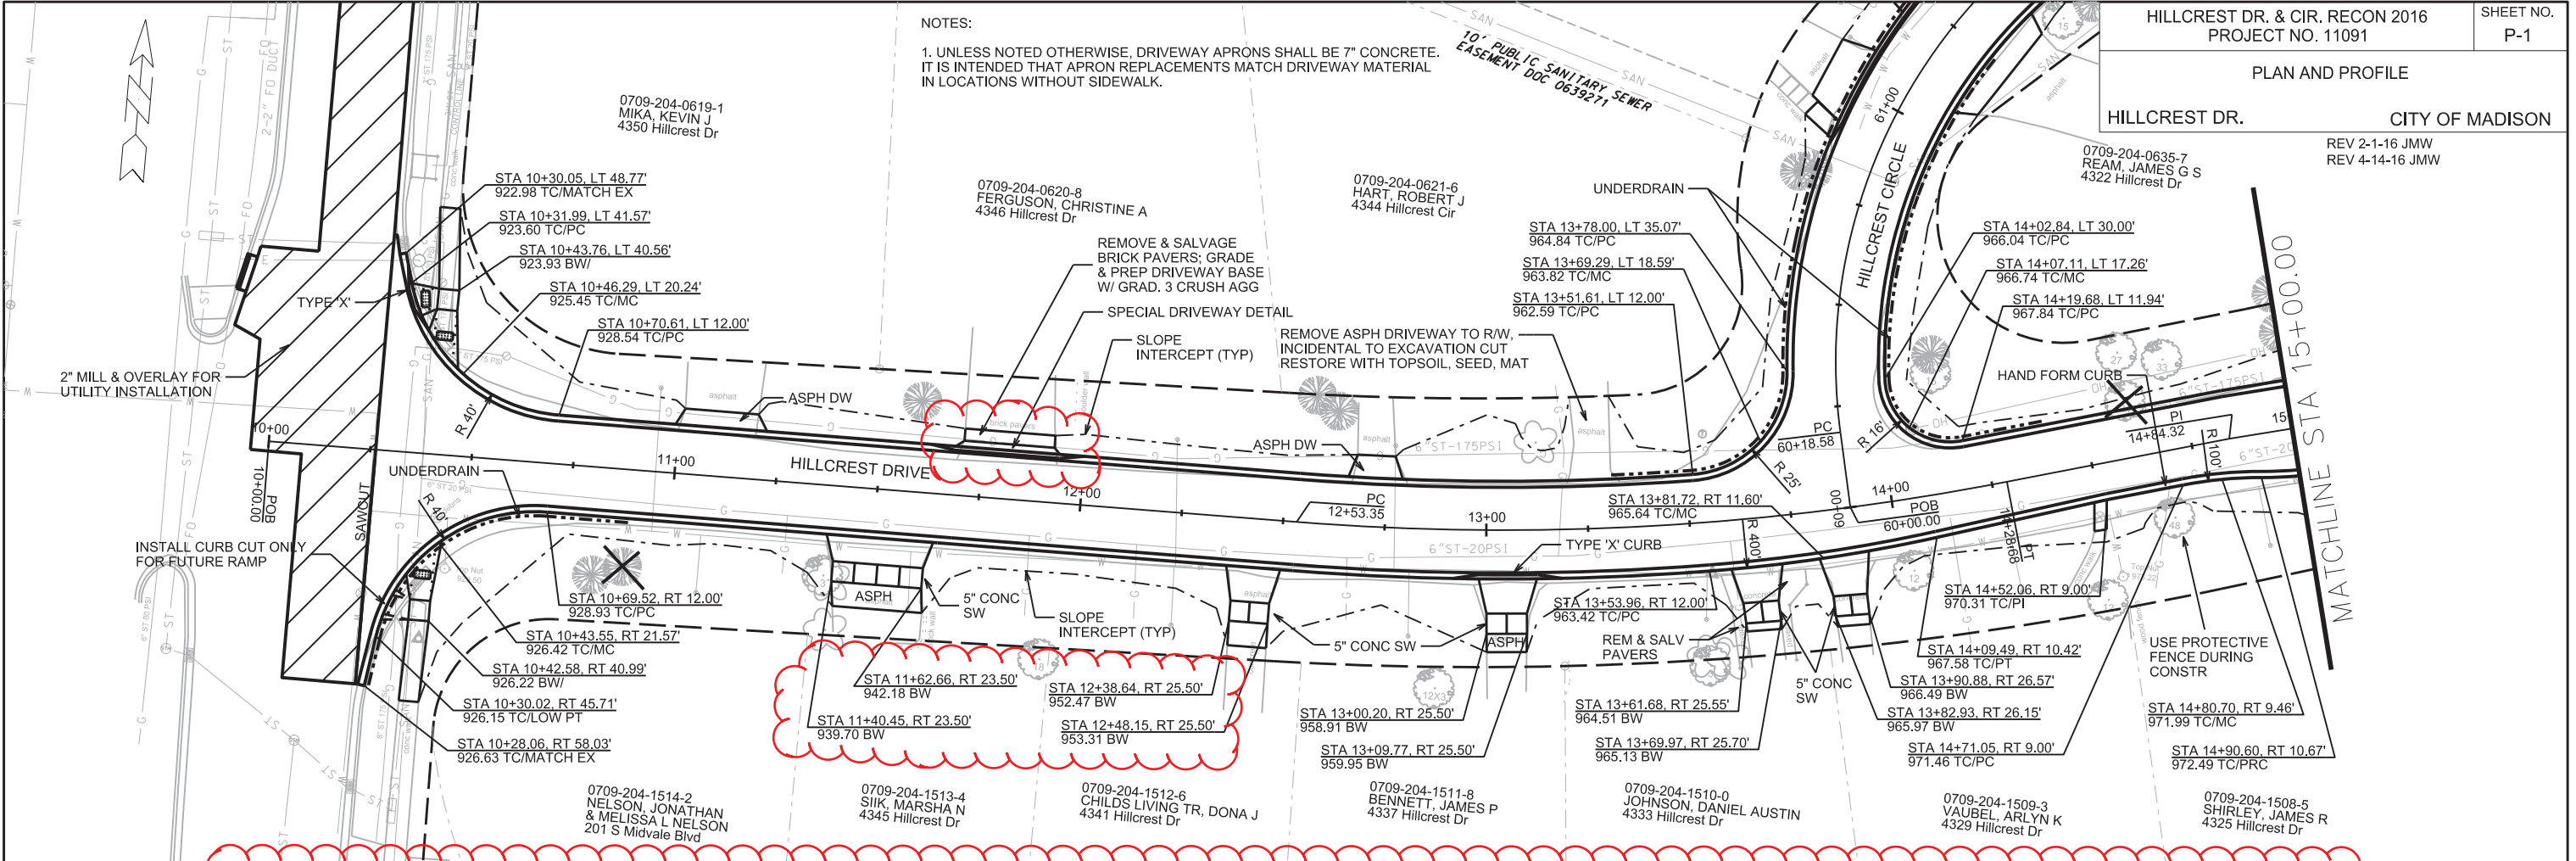 NOTES:
1. UNLESS NOTED OTHERWISE, DRIVEWAY APRONS SHALL BE 7" CONCRETE.
IT IS INTENDED THAT APRON REPLACEMENTS MATCH DRIVEWAY MATERIAL
IN LOCATIONS WITHOUT SIDEWALK.
HILLCREST DR. & CIR. RECON 2016
PROJECT NO. 11091
SHEET NO.
P-1
PLAN AND PROFILE
HILLCREST DR.
CITY OF MADISON
REV 2-1-16 JMW
REV 4-14-16 JMW
10' PUBLIC SANITARY SEWER
EASEMENT DOC 0639271
0709-204-0619-1
MIKA, KEVIN J
4350 Hillcrest Dr
0709-204-0620-8
FERGUSON, CHRISTINE A
4346 Hillcrest Dr
0709-204-0621-6
HART, ROBERT J
4344 Hillcrest Cir
0709-204-0635-7
REAM, JAMES G S
4322 Hillcrest Dr
2-2" FO DUCT
STA 10+30.05, LT 48.77'
922.98 TC/MATCH EX
STA 10+31.99, LT 41.57'
923.60 TC/PC
STA 10+43.76, LT 40.56'
923.93 BW/
STA 10+46.29, LT 20.24'
925.45 TC/MC
STA 10+70.61, LT 12.00'
928.54 TC/PC
TYPE 'X'
2" MILL & OVERLAY FOR
UTILITY INSTALLATION
REMOVE & SALVAGE
BRICK PAVERS; GRADE
& PREP DRIVEWAY BASE
W/ GRAD. 3 CRUSH AGG
SPECIAL DRIVEWAY DETAIL
SLOPE
INTERCEPT (TYP)
REMOVE ASPH DRIVEWAY TO R/W,
INCIDENTAL TO EXCAVATION CUT
RESTORE WITH TOPSOIL, SEED, MAT
UNDERDRAIN
STA 13+78.00, LT 35.07'
964.84 TC/PC
STA 13+69.29, LT 18.59'
963.82 TC/MC
STA 13+51.61, LT 12.00'
962.59 TC/PC
HILLCREST CIRCLE
61+00
STA 14+02.84, LT 30.00'
966.04 TC/PC
STA 14+07.11, LT 17.26'
966.74 TC/MC
STA 14+19.68, LT 11.94'
967.84 TC/PC
HAND FORM CURB
MATCHLINE STA 15+00.00
asphalt
ASPH DW
brick pavers
ASPH DW
asphalt
6"ST-175PSI
asphalt
R 40'
R 25'
R 16'
PC
60+18.58
PI
14+84.32
R 1100'
15
6"ST-175PSI
10+00
POB
10+00.00
SAWCUT
UNDERDRAIN
R 40'
11+00
HILLCREST DRIVE
12+00
PC
12+53.35
13+00
6"ST-20PSI
TYPE 'X' CURB
R 400'
14+00
POB
60+00.00
60+00
PT
14+28.68
INSTALL CURB CUT ONLY
FOR FUTURE RAMP
STA 10+69.52, RT 12.00'
928.93 TC/PC
STA 10+43.55, RT 21.57'
926.42 TC/MC
STA 10+42.58, RT 40.99'
926.22 BW/
STA 10+30.02, RT 45.71'
926.15 TC/LOW PT
STA 10+28.06, RT 58.03'
926.63 TC/MATCH EX
ASPH
asphalt
5" CONC
SW
SLOPE
INTERCEPT (TYP)
STA 11+62.66, RT 23.50'
942.18 BW
STA 11+40.45, RT 23.50'
939.70 BW
STA 12+38.64, RT 25.50'
952.47 BW
STA 12+48.15, RT 25.50'
953.31 BW
5" CONC SW
ASPH
STA 13+00.20, RT 25.50'
958.91 BW
STA 13+09.77, RT 25.50'
959.95 BW
STA 13+81.72, RT 11.60'
965.64 TC/MC
STA 13+53.96, RT 12.00'
963.42 TC/PC
REM & SALV
PAVERS
5" CONC
SW
STA 13+61.68, RT 25.55'
964.51 BW
STA 13+69.97, RT 25.70'
965.13 BW
STA 14+52.06, RT 9.00'
970.31 TC/PI
STA 14+09.49, RT 10.42'
967.58 TC/PT
STA 13+90.88, RT 26.57'
966.49 BW
STA 13+82.93, RT 26.15'
965.97 BW
STA 14+71.05, RT 9.00'
971.46 TC/PC
USE PROTECTIVE
FENCE DURING
CONSTR
STA 14+80.70, RT 9.46'
971.99 TC/MC
STA 14+90.60, RT 10.67'
972.49 TC/PRC
0709-204-1514-2
NELSON, JONATHAN
& MELISSA L NELSON
201 S Midvale Blvd
0709-204-1513-4
SIIK, MARSHA N
4345 Hillcrest Dr
0709-204-1512-6
CHILDS LIVING TR, DONA J
4341 Hillcrest Dr
0709-204-1511-8
BENNETT, JAMES P
4337 Hillcrest Dr
0709-204-1510-0
JOHNSON, DANIEL AUSTIN
4333 Hillcrest Dr
0709-204-1509-3
VAUBEL, ARLYN K
4329 Hillcrest Dr
0709-204-1508-5
SHIRLEY, JAMES R
4325 Hillcrest Dr